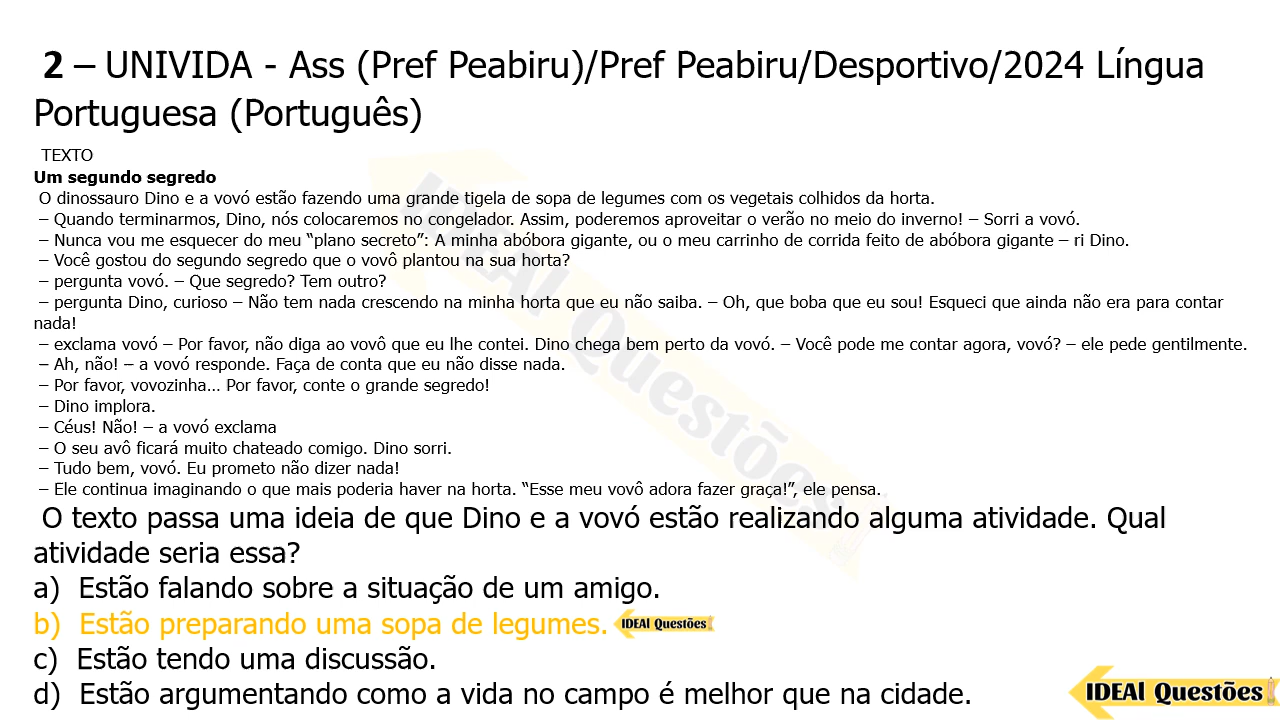 2 – UNIVIDA - Ass (Pref Peabiru)/Pref Peabiru/Desportivo/2024 Língua
Portuguesa (Português)
TEXTO
Um segundo segredo
O dinossauro Dino e a vovó estão fazendo uma grande tigela de sopa de legumes com os vegetais colhidos da horta.
– Quando terminarmos, Dino, nós colocaremos no congelador. Assim, poderemos aproveitar o verão no meio do inverno! – Sorri a vovó.
– Nunca vou me esquecer do meu “plano secreto”: A minha abóbora gigante, ou o meu carrinho de corrida feito de abóbora gigante – ri Dino.
– Você gostou do segundo segredo que o vovô plantou na sua horta?
– pergunta vovó. – Que segredo? Tem outro?
– pergunta Dino, curioso – Não tem nada crescendo na minha horta que eu não saiba. – Oh, que boba que eu sou! Esqueci que ainda não era para contar
nada!
– exclama vovó – Por favor, não diga ao vovô que eu lhe contei. Dino chega bem perto da vovó. – Você pode me contar agora, vovó? – ele pede gentilmente.
– Ah, não! – a vovó responde. Faça de conta que eu não disse nada.
– Por favor, vovozinha... Por favor, conte o grande segredo!
– Dino implora.
– Céus! Não! – a vovó exclama
– O seu avô ficará muito chateado comigo. Dino sorri.
– Tudo bem, vovó. Eu prometo não dizer nada!
– Ele continua imaginando o que mais poderia haver na horta. “Esse meu vovô adora fazer graça!”, ele pensa.
O texto passa uma ideia de que Dino e a vovó estão realizando alguma atividade. Qual
atividade seria essa?
a) Estão falando sobre a situação de um amigo.
b) Estão preparando uma sopa de legumes. IDEAl Questões
c) Estão tendo uma discussão.
d) Estão argumentando como a vida no campo é melhor que na cidade.
IDEAl Questões
IDEAl Questões